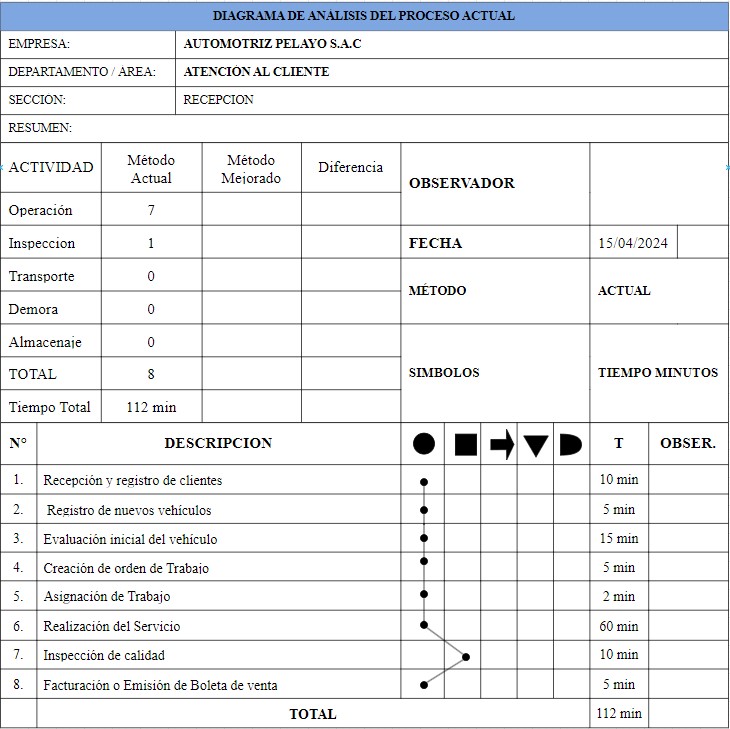 DIAGRAMA DE ANÁLISIS DEL PROCESO ACTUAL
EMPRESA: AUTOMOTRIZ PELAYO S.A.C
DEPARTAMENTO / AREA: ATENCIÓN AL CLIENTE
SECCION: RECEPCION
RESUMEN:
ACTIVIDAD Método Actual Método Mejorado Diferencia OBSERVADOR
Operación 7
Inspeccion 1 FECHA 15/04/2024
Transporte 0 MÉTODO ACTUAL
Demora 0
Almacenaje 0
TOTAL 8 SIMBOLOS TIEMPO MINUTOS
Tiempo Total 112 min
N° DESCRIPCION T OBSER.
1. Recepción y registro de clientes 10 min
2. Registro de nuevos vehículos 5 min
3. Evaluación inicial del vehículo 15 min
4. Creación de orden de Trabajo 5 min
5. Asignación de Trabajo 2 min
6. Realización del Servicio 60 min
7. Inspección de calidad 10 min
8. Facturación o Emisión de Boleta de venta 5 min
TOTAL 112 min